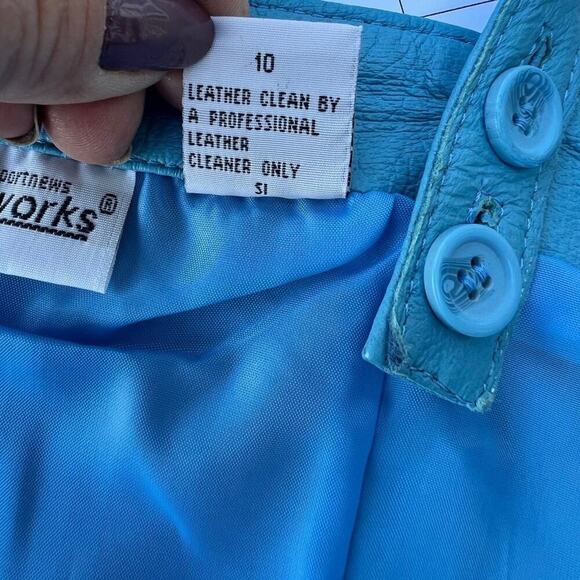 10
LEATHER CLEAN BY
A PROFESSIONAL
LEATHER
CLEANER ONLY
SI
portnews
works®